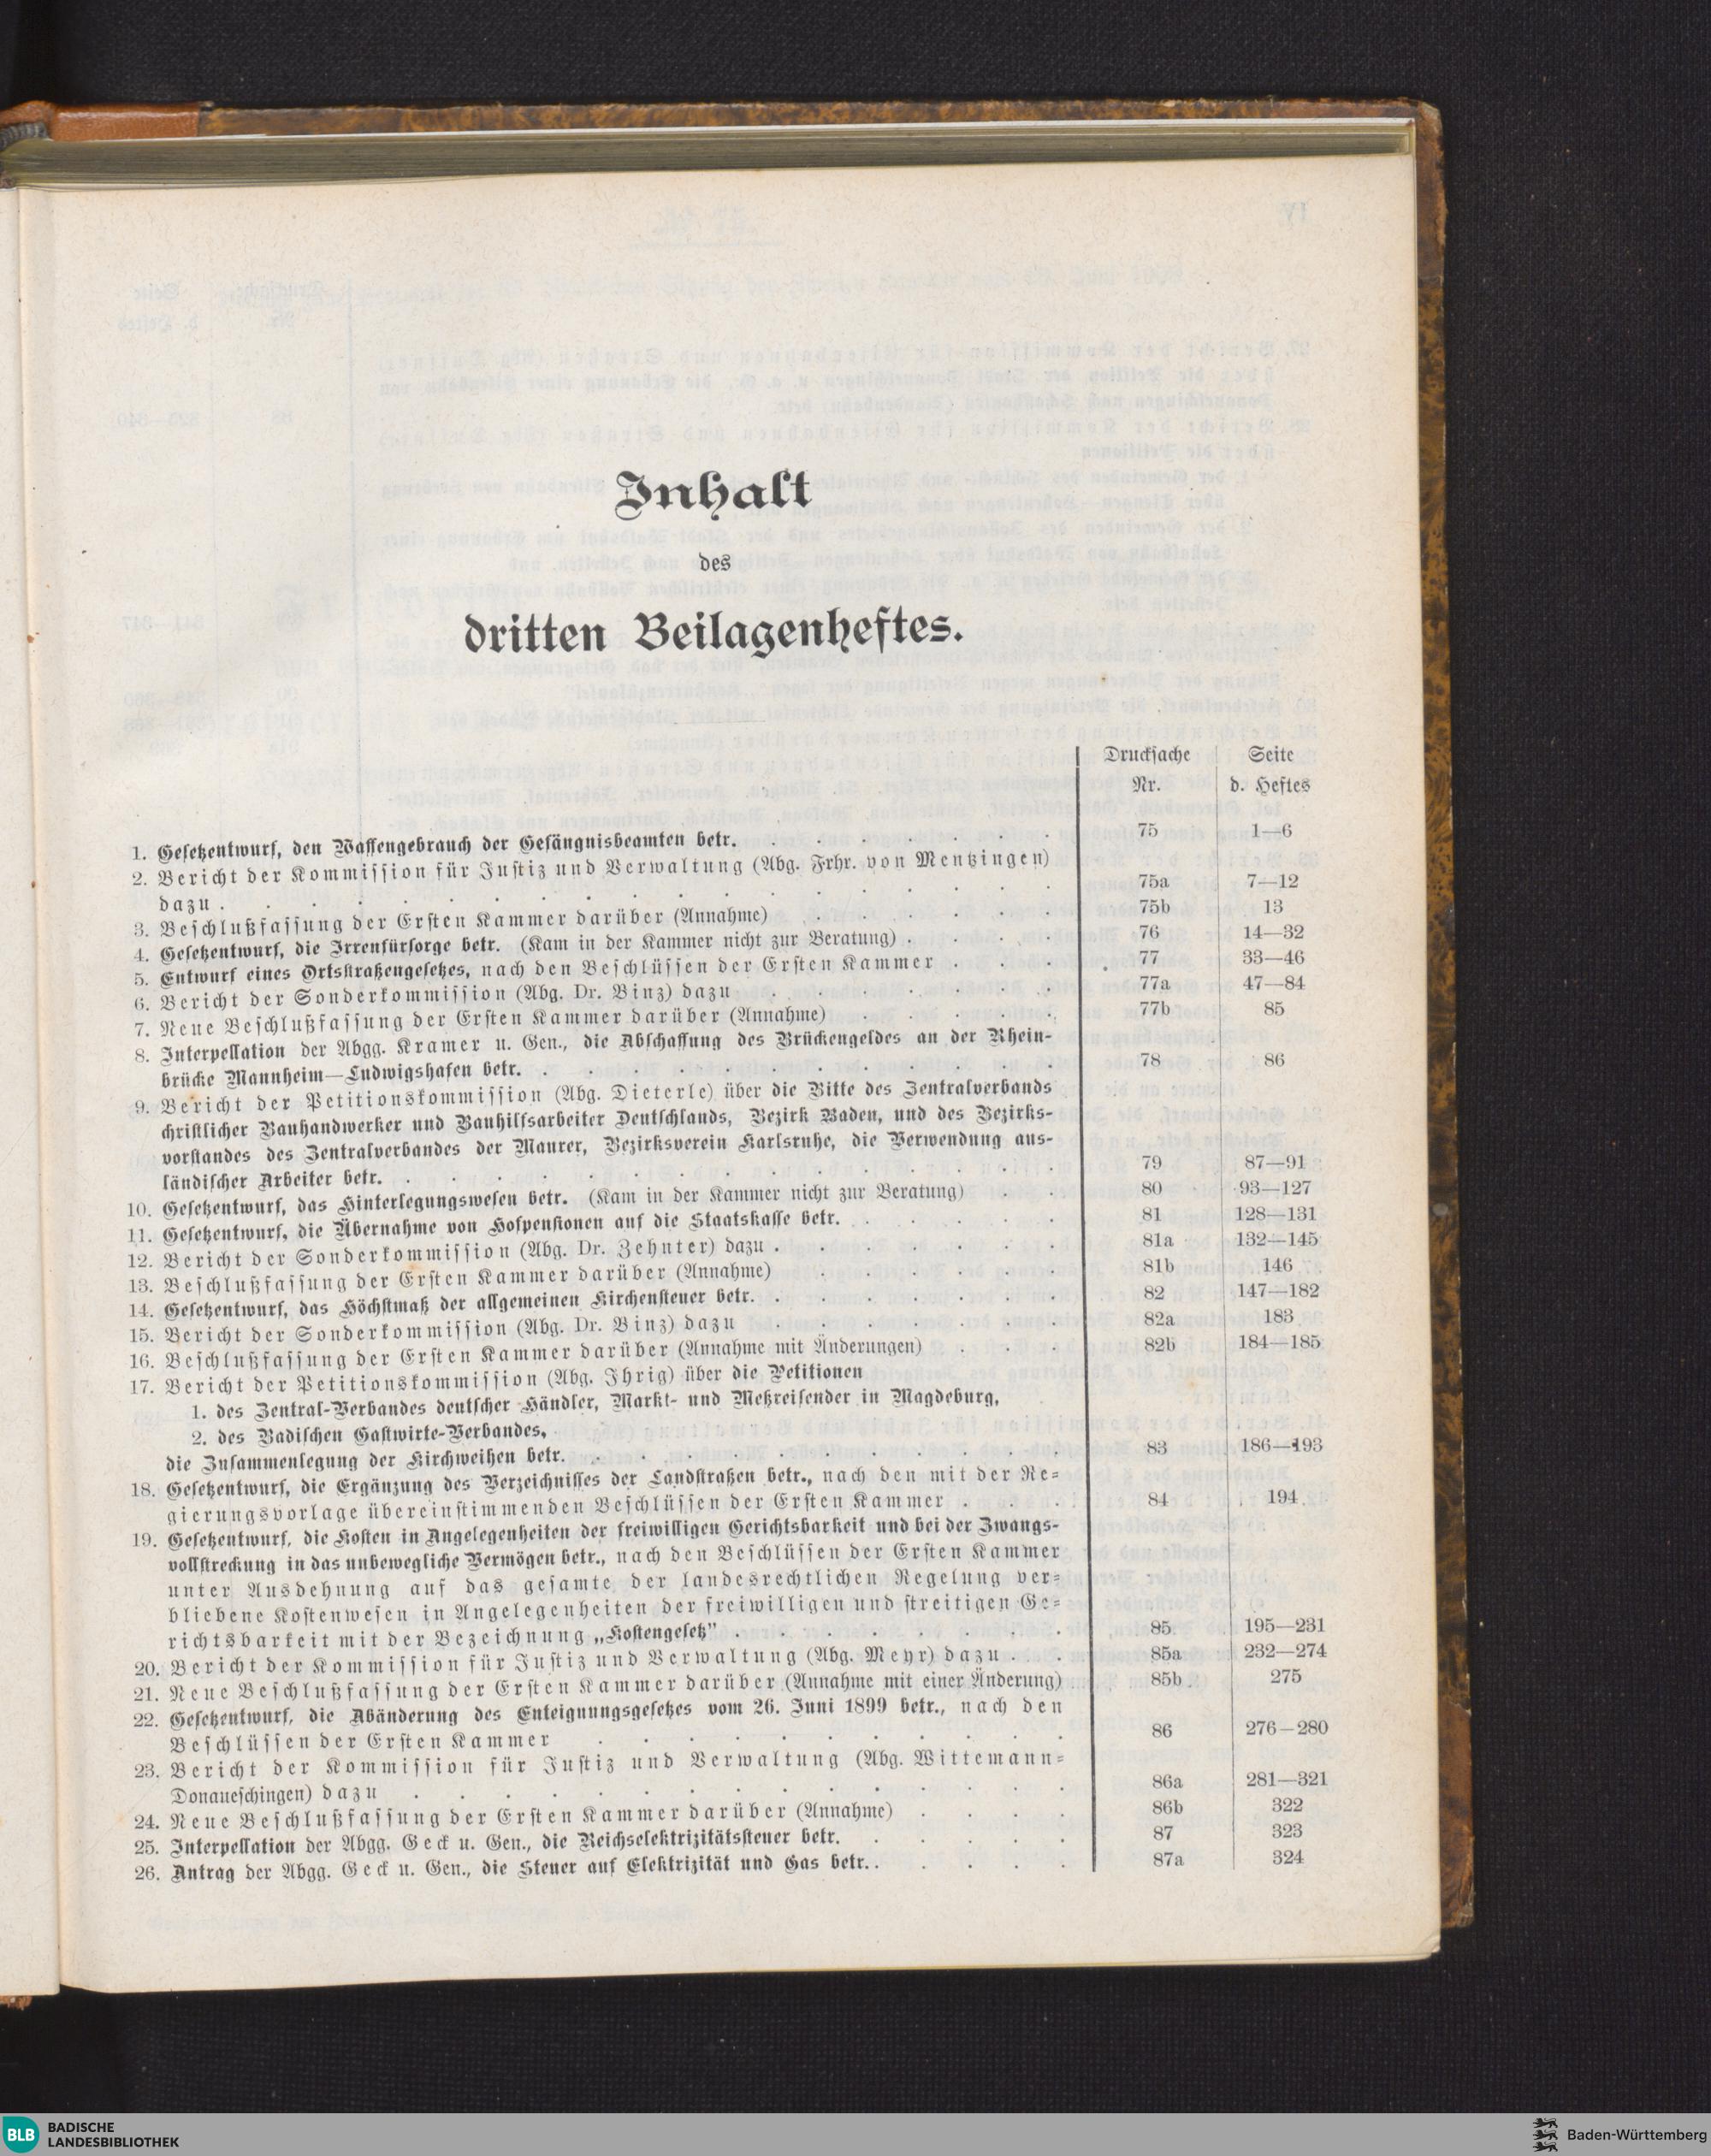 Inhalt
des
dritten Beilagenheftes.
Drucksache Seite
Nr. d. Heftes
1. Gesetzentwurf, den Waffengebrauch der Gefängnisbeamten betr. . . . . . . . 75 1—6
2. Bericht der Kommission für Justiz und Verwaltung (Abg. Frhr. von Mentzingen)
dazu . . . . . . . . . . . . . . . . . . . 75a 7—12
3. Beschlußfassung der Ersten Kammer darüber (Annahme) . . . . . . 75b 13
4. Gesetzentwurf, die Irrenfürsorge betr. (Kam in der Kammer nicht zur Beratung) . . . . 76 14—32
5. Entwurf eines Ortsstraßengesetzes, nach den Beschlüssen der Ersten Kammer . . . 77 33—46
6. Bericht der Sonderkommission (Abg. Dr. Binz) dazu . . . . . . . 77a 47—84
7. Neue Beschlußfassung der Ersten Kammer darüber (Annahme) . . . . . 77b 85
8. Interpellation der Abgg. Kramer u. Gen., die Abschaffung des Brückengeldes an der Rhein-
brücke Mannheim—Ludwigshafen betr. . . . . . . . . . . . . 78 86
9. Bericht der Petitionskommission (Abg. Dieterle) über die Bitte des Zentralverbands
christlicher Bauhandwerker und Bauhilfsarbeiter Deutschlands, Bezirk Baden, und des Bezirks-
vorstandes des Zentralverbandes der Maurer, Bezirksverein Karlsruhe, die Verwendung aus-
ländischer Arbeiter betr. . . . . . . . . . . . . . . . 79 87—91
10. Gesetzentwurf, das Hinterlegungswesen betr. (Kam in der Kammer nicht zur Beratung) . . 80 93—127
11. Gesetzentwurf, die Übernahme von Hofpensionen auf die Staatskasse betr. . . . . . 81 128—131
12. Bericht der Sonderkommission (Abg. Dr. Zehnter) dazu . . . . . . . 81a 132—145
13. Beschlußfassung der Ersten Kammer darüber (Annahme) . . . . . . 81b 146
14. Gesetzentwurf, das Höchstmaß der allgemeinen Kirchensteuer betr. . . . . . . . 82 147—182
15. Bericht der Sonderkommission (Abg. Dr. Binz) dazu . . . . . . . 82a 183
16. Beschlußfassung der Ersten Kammer darüber (Annahme mit Änderungen) . . . 82b 184—185
17. Bericht der Petitionskommission (Abg. Ihrig) über die Petitionen
1. des Zentral-Verbandes deutscher Händler, Markt- und Meßreisender in Magdeburg,
2. des Badischen Gastwirte-Verbandes,
die Zusammenlegung der Kirchweihen betr. . . . . . . . . . . . 83 186—193
18. Gesetzentwurf, die Ergänzung des Verzeichnisses der Landstraßen betr., nach den mit der Re-
gierungsvorlage übereinstimmenden Beschlüssen der Ersten Kammer . . . 84 194
19. Gesetzentwurf, die Kosten in Angelegenheiten der freiwilligen Gerichtsbarkeit und bei der Zwangs-
vollstreckung in das unbewegliche Vermögen betr., nach den Beschlüssen der Ersten Kammer
unter Ausdehnung auf das gesamte der landesrechtlichen Regelung ver-
bliebene Kostenwesen in Angelegenheiten der freiwilligen und streitigen Ge-
richtsbarkeit mit der Bezeichnung „Kostengesetz" . . . . . . . . 85 195—231
20. Bericht der Kommission für Justiz und Verwaltung (Abg. Meyr) dazu . . 85a 232—274
21. Neue Beschlußfassung der Ersten Kammer darüber (Annahme mit einer Änderung) 85b 275
22. Gesetzentwurf, die Abänderung des Enteignungsgesetzes vom 26. Juni 1899 betr., nach den
Beschlüssen der Ersten Kammer . . . . . . . . . . . 86 276—280
23. Bericht der Kommission für Justiz und Verwaltung (Abg. Wittemann-
Donaueschingen) dazu . . . . . . . . . . . . . . . 86a 281—321
24. Neue Beschlußfassung der Ersten Kammer darüber (Annahme) . . . . 86b 322
25. Interpellation der Abgg. Geck u. Gen., die Reichselektrizitätssteuer betr. . . . . . 87 323
26. Antrag der Abgg. Geck u. Gen., die Steuer auf Elektrizität und Gas betr. . . . . . 87a 324
BLB BADISCHE
LANDESBIBLIOTHEK
Baden-Württemberg